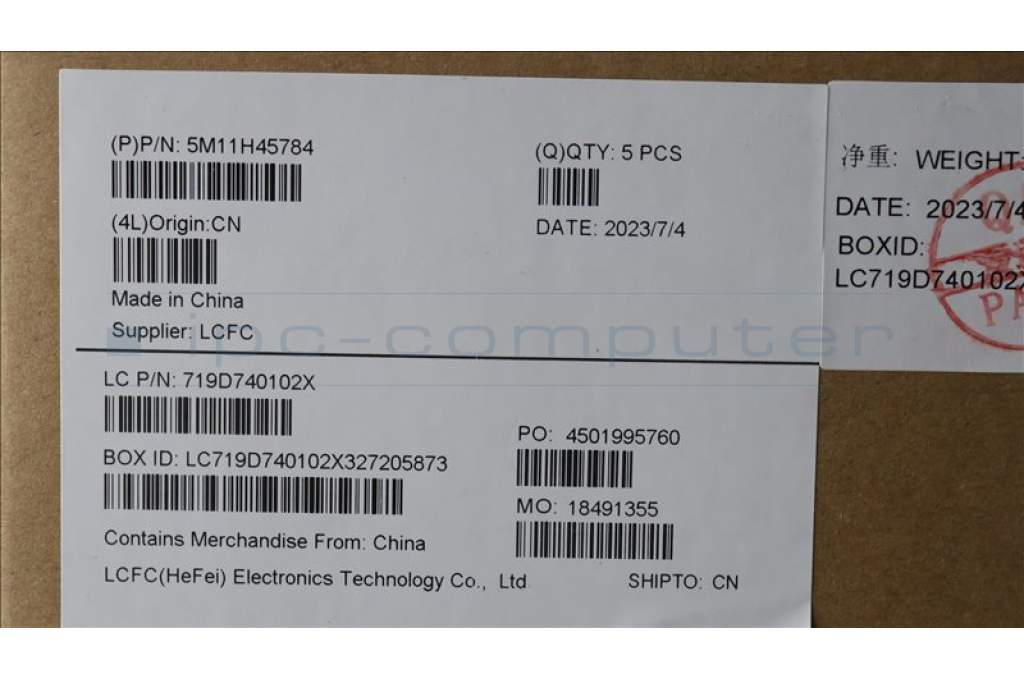 (P)P/N: 5M11H45784
(Q)QTY: 5 PCS
(4L)Origin:CN
DATE: 2023/7/4
Made in China
Supplier: LCFC
LC P/N: 719D740102X
PO: 4501995760
BOX ID: LC719D740102X327205873
MO: 18491355
Contains Merchandise From: China
LCFC(HeFei) Electronics Technology Co., Ltd
SHIPTO: CN
净重: WEIGHT:
DATE: 2023/7/4
BOXID:
LC719D740102X
ipc-computer